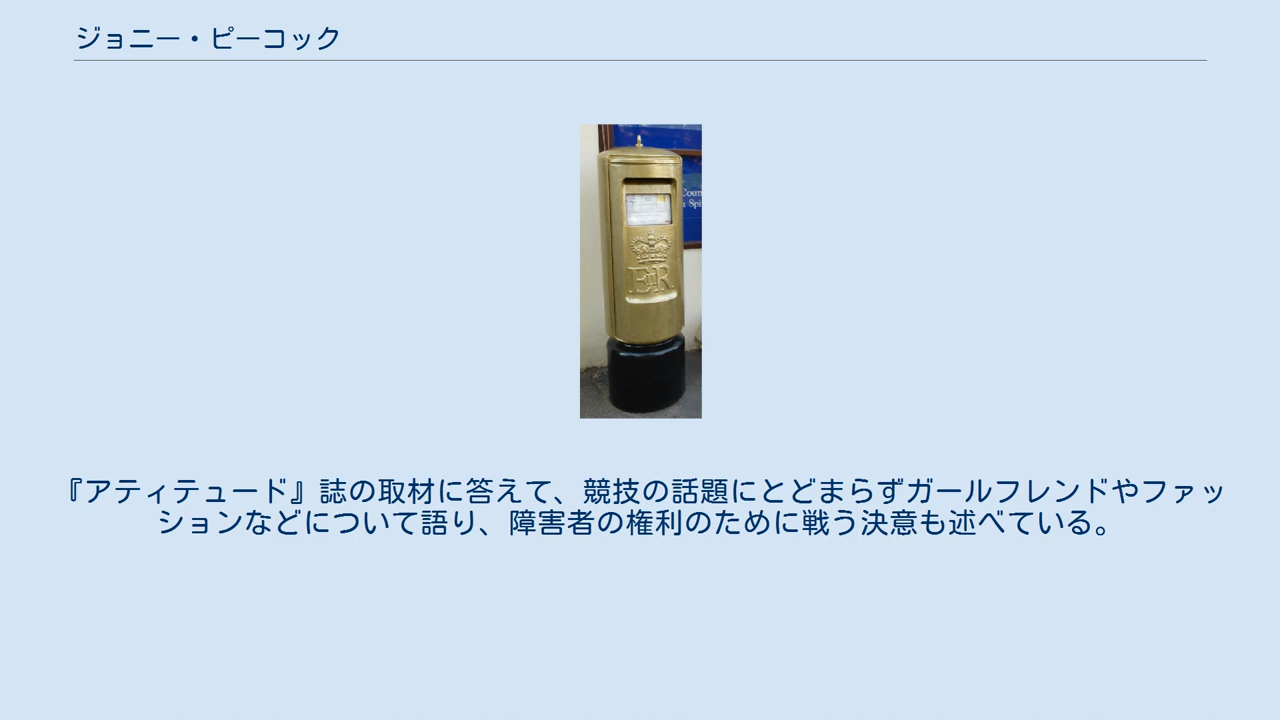 ジョニー・ピーコック
Coun
& Spi
EIIR
『アティテュード』誌の取材に答えて、競技の話題にとどまらずガールフレンドやファッ
ションなどについて語り、障害者の権利のために戦う決意も述べている。